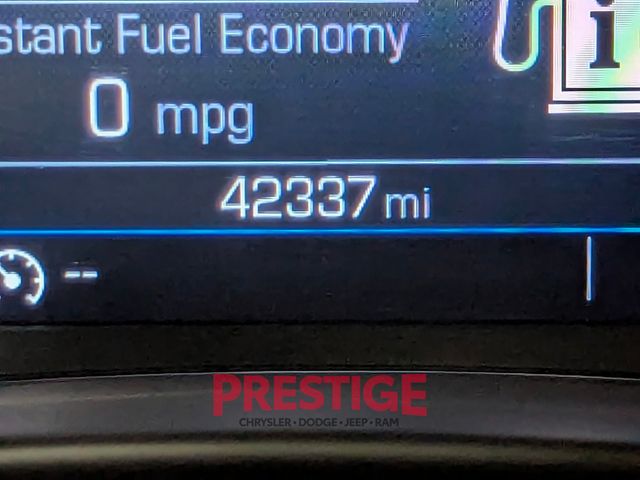 stant Fuel Economy
i
0 mpg
42337 mi
--
PRESTIGE
CHRYSLER • DODGE • JEEP • RAM